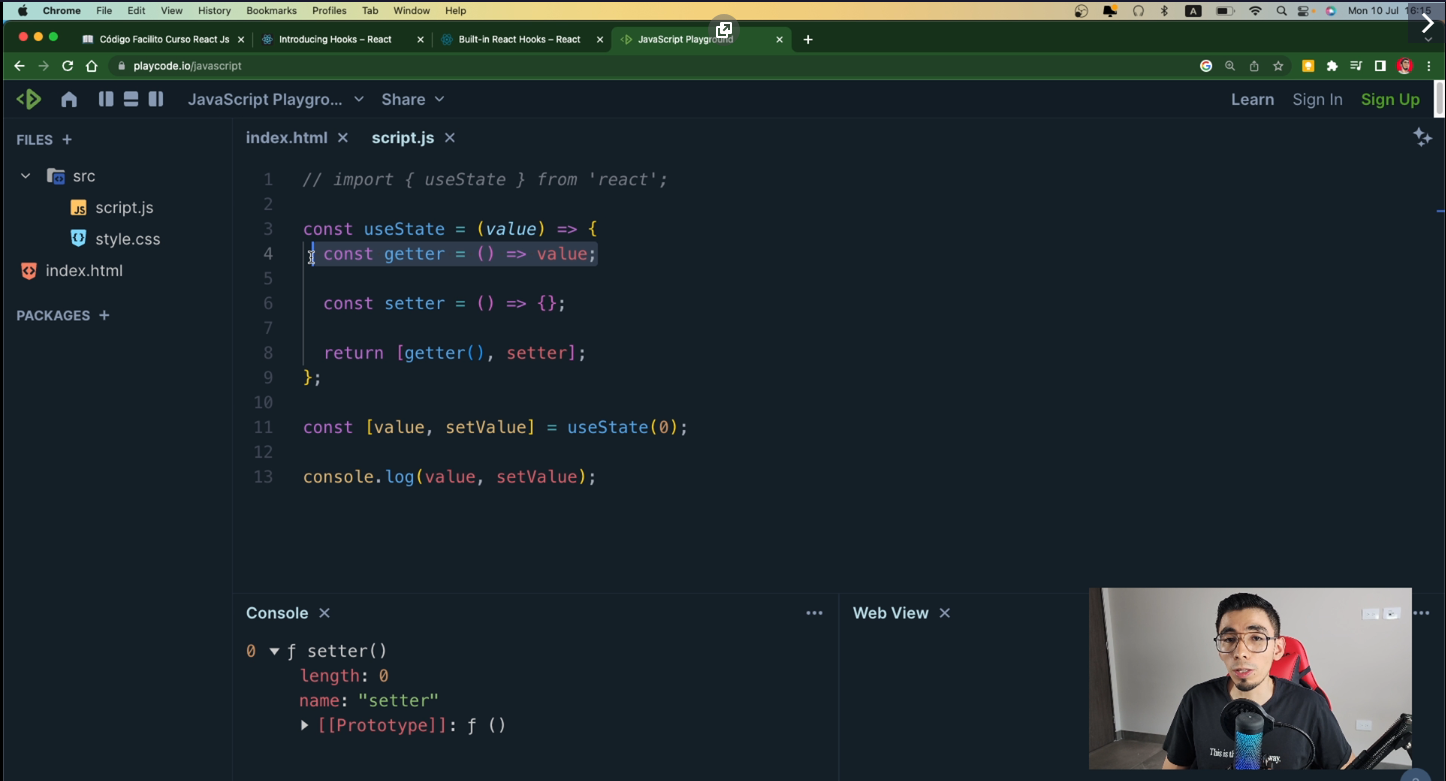 Chrome File Edit View History Bookmarks Profiles Tab Window Help A Mon 10 Jul 16:15
Código Facilito Curso React Js Introducing Hooks – React Built-in React Hooks – React JavaScript Playground
playcode.io/javascript
JavaScript Playgro... Share Learn Sign In Sign Up
FILES +
src
JS script.js
style.css
index.html
PACKAGES +
index.html script.js
1 // import { useState } from 'react';
2
3 const useState = (value) => {
4 const getter = () => value;
5
6 const setter = () => {};
7
8 return [getter(), setter];
9 };
10
11 const [value, setValue] = useState(0);
12
13 console.log(value, setValue);
Console
0 ▼ ƒ setter()
length: 0
name: "setter"
▶ [[Prototype]]: ƒ ()
Web View